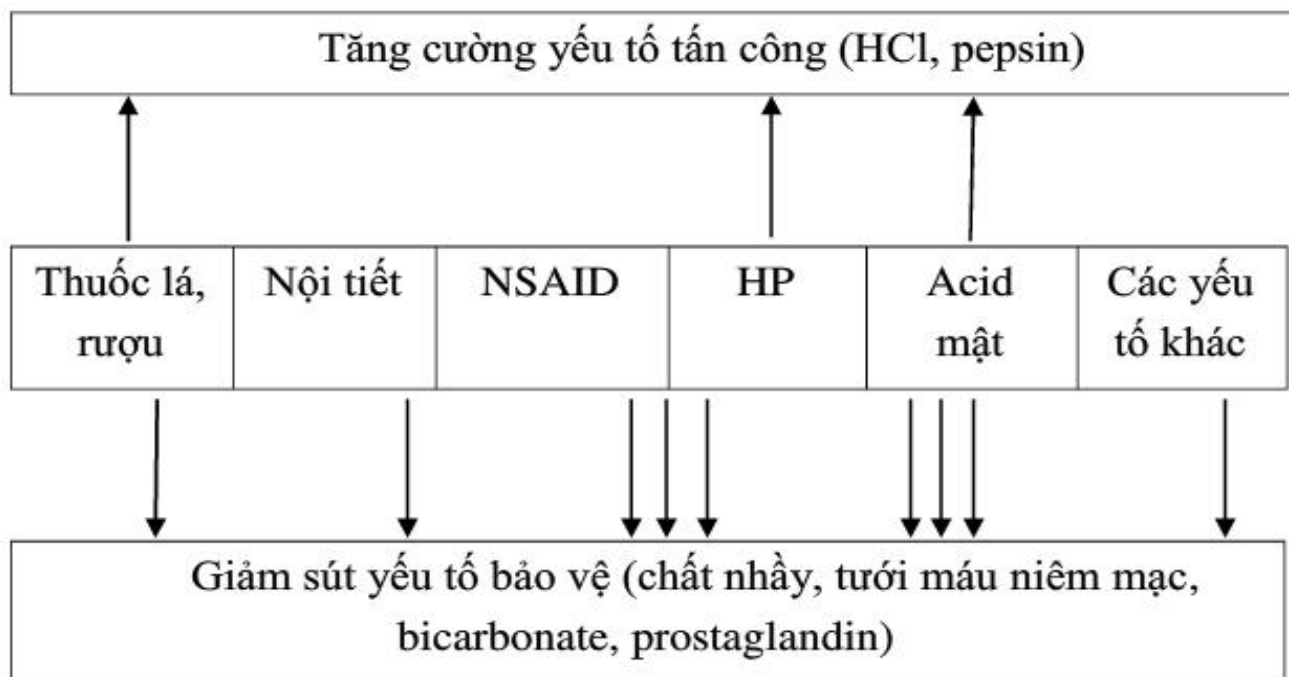 Tăng cường yếu tố tấn công (HCl, pepsin)
Thuốc lá,
rượu
Nội tiết
NSAID
HP
Acid
mật
Các yếu
tố khác
Giảm sút yếu tố bảo vệ (chất nhầy, tưới máu niêm mạc,
bicarbonate, prostaglandin)